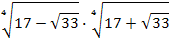 ⁴√(17 − √33) · ⁴√(17 + √33)